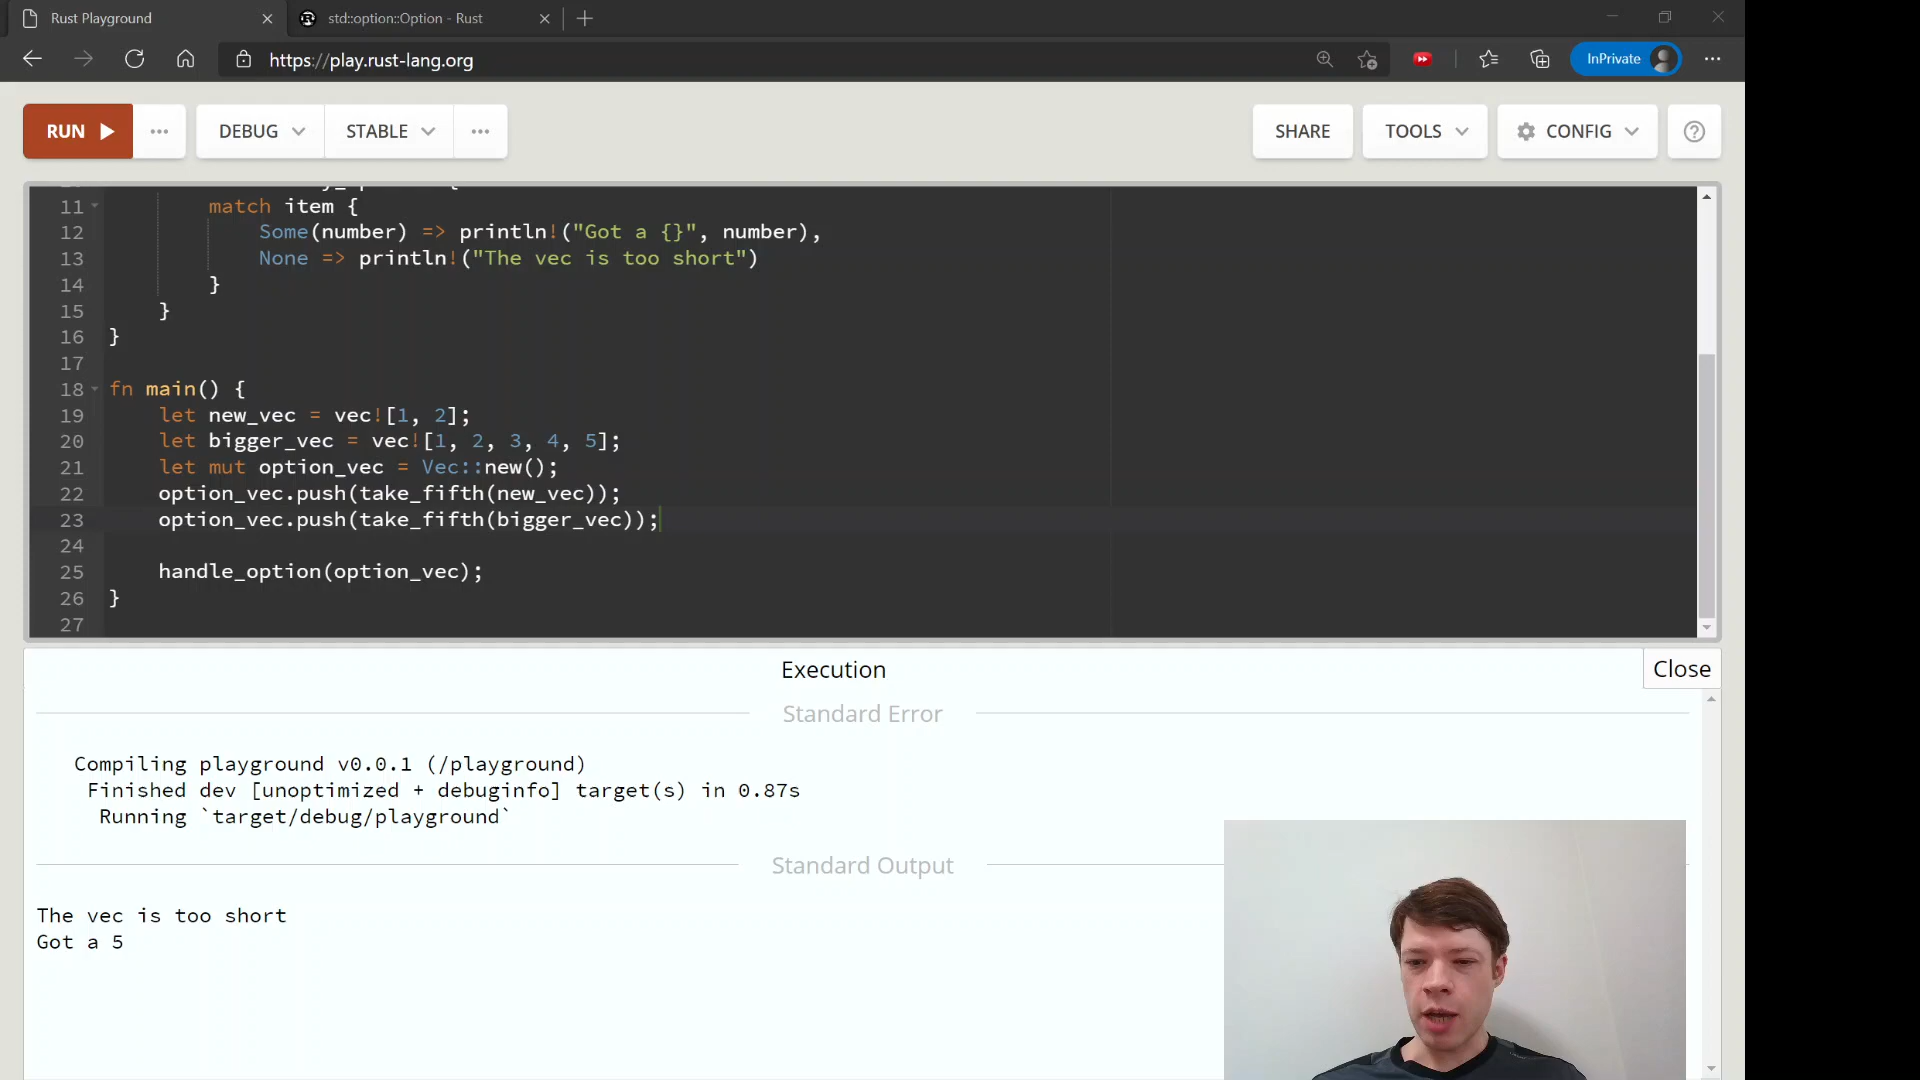 Rust Playground
std::option::Option - Rust
https://play.rust-lang.org
InPrivate
RUN
DEBUG
STABLE
SHARE
TOOLS
CONFIG
11 match item {
12 Some(number) => println!("Got a {}", number),
13 None => println!("The vec is too short")
14 }
15 }
16 }
17
18 fn main() {
19 let new_vec = vec![1, 2];
20 let bigger_vec = vec![1, 2, 3, 4, 5];
21 let mut option_vec = Vec::new();
22 option_vec.push(take_fifth(new_vec));
23 option_vec.push(take_fifth(bigger_vec));
24
25 handle_option(option_vec);
26 }
27
Execution
Close
Standard Error
Compiling playground v0.0.1 (/playground)
Finished dev [unoptimized + debuginfo] target(s) in 0.87s
Running `target/debug/playground`
Standard Output
The vec is too short
Got a 5